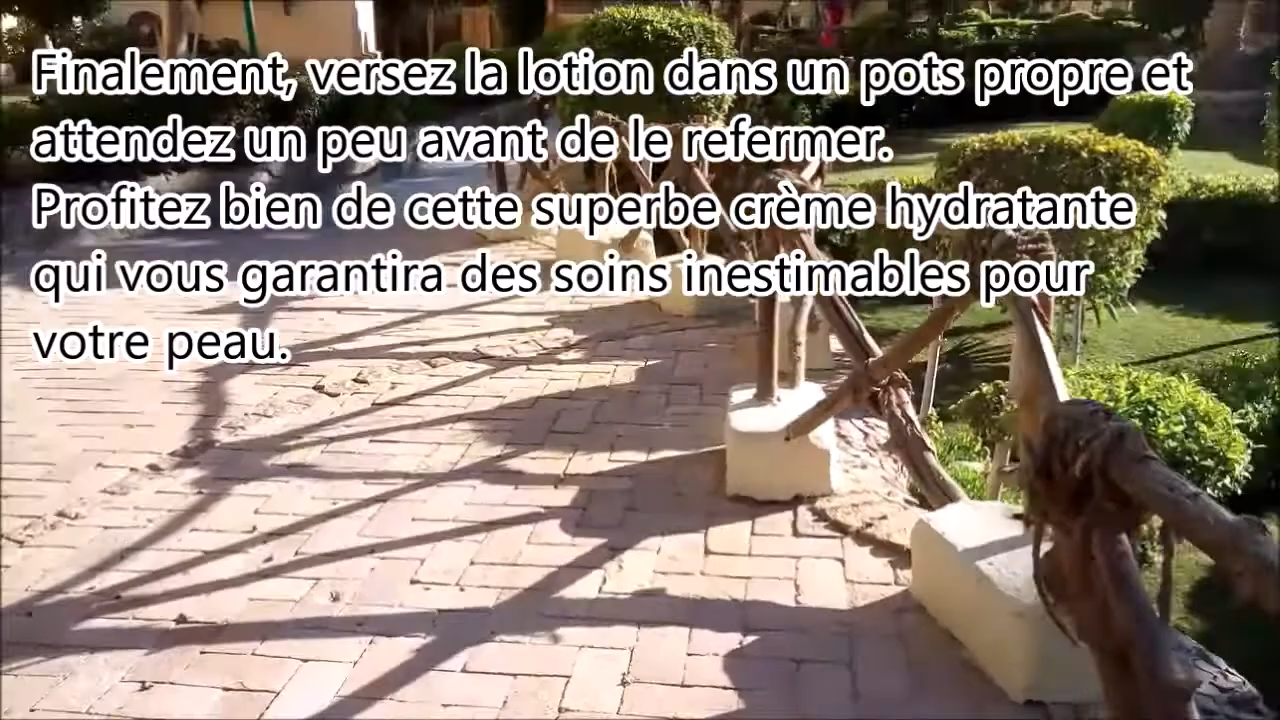 Finalement, versez la lotion dans un pots propre et
attendez un peu avant de le refermer.
Profitez bien de cette superbe crème hydratante
qui vous garantira des soins inestimables pour
votre peau.